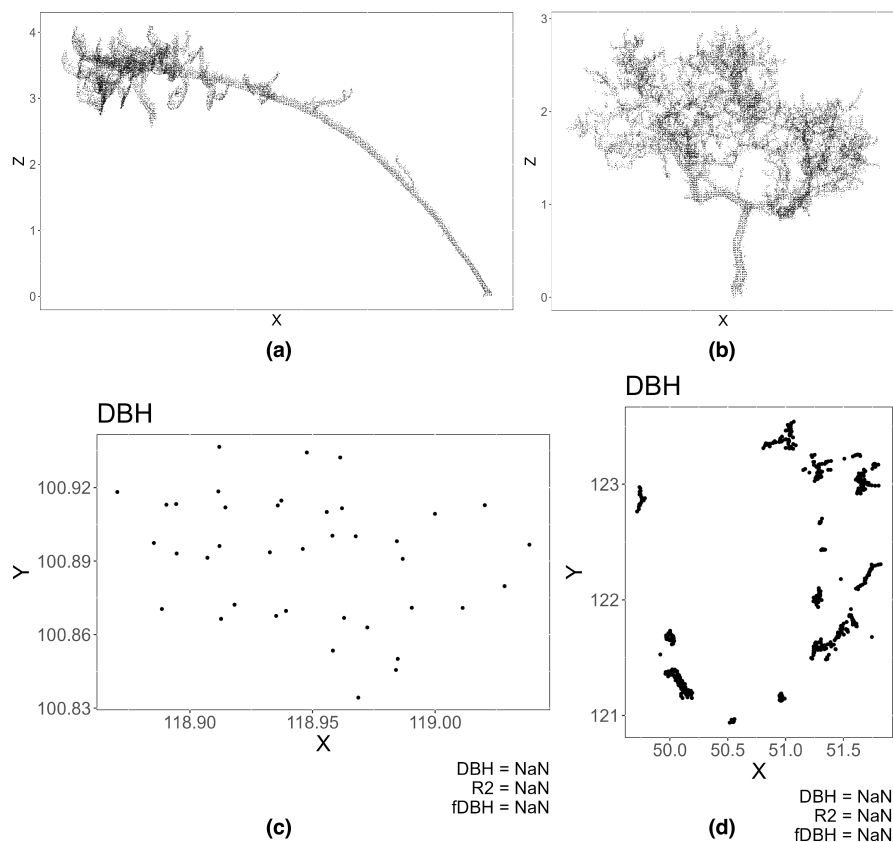 4
3
2
1
0
Z
X
(a)
3
2
1
0
Z
X
(b)
DBH
100.92
100.89
100.86
100.83
Y
118.90 118.95 119.00
X
DBH = NaN
R2 = NaN
fDBH = NaN
(c)
DBH
123
122
121
Y
50.0 50.5 51.0 51.5
X
DBH = NaN
R2 = NaN
fDBH = NaN
(d)